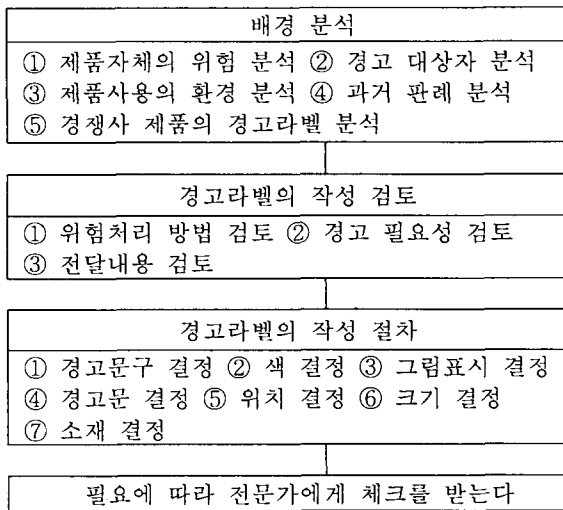 배경 분석
① 제품자체의 위험 분석 ② 경고 대상자 분석
③ 제품사용의 환경 분석 ④ 과거 판례 분석
⑤ 경쟁사 제품의 경고라벨 분석
경고라벨의 작성 검토
① 위험처리 방법 검토 ② 경고 필요성 검토
③ 전달내용 검토
경고라벨의 작성 절차
① 경고문구 결정 ② 색 결정 ③ 그림표시 결정
④ 경고문 결정 ⑤ 위치 결정 ⑥ 크기 결정
⑦ 소재 결정
필요에 따라 전문가에게 체크를 받는다